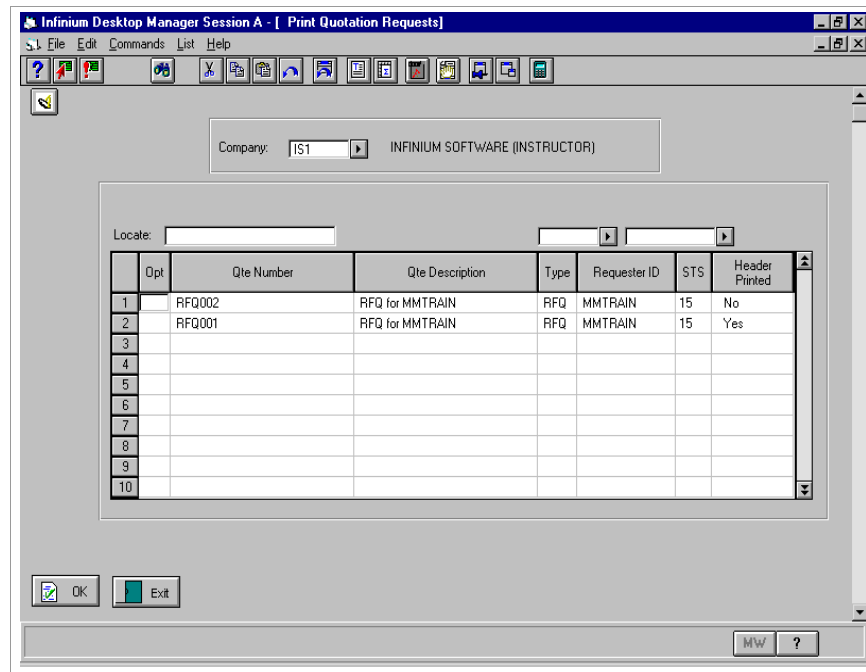 Infinium Desktop Manager Session A - [ Print Quotation Requests]
File Edit Commands List Help
Company: IS1 INFINIUM SOFTWARE (INSTRUCTOR)
Locate:
Opt Qte Number Qte Description Type Requester ID STS Header Printed
1 RFQ002 RFQ for MMTRAIN RFQ MMTRAIN 15 No
2 RFQ001 RFQ for MMTRAIN RFQ MMTRAIN 15 Yes
3
4
5
6
7
8
9
10
OK Exit
MW ?